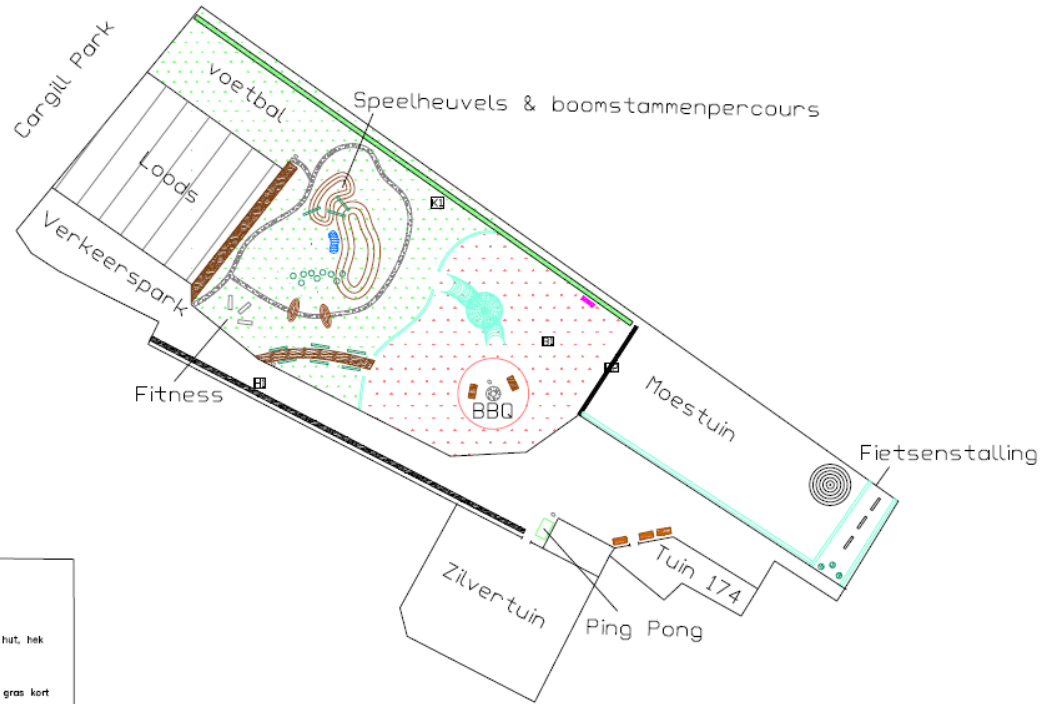 Cargill Park
voetbal
Speelheuvels & boomstammenpercours
Loods
K1
Verkeerspark
Fitness
BBQ
Moestuin
Fietsenstalling
Zilvertuin
Tuin 174
Ping Pong
hut, hek
gras kort